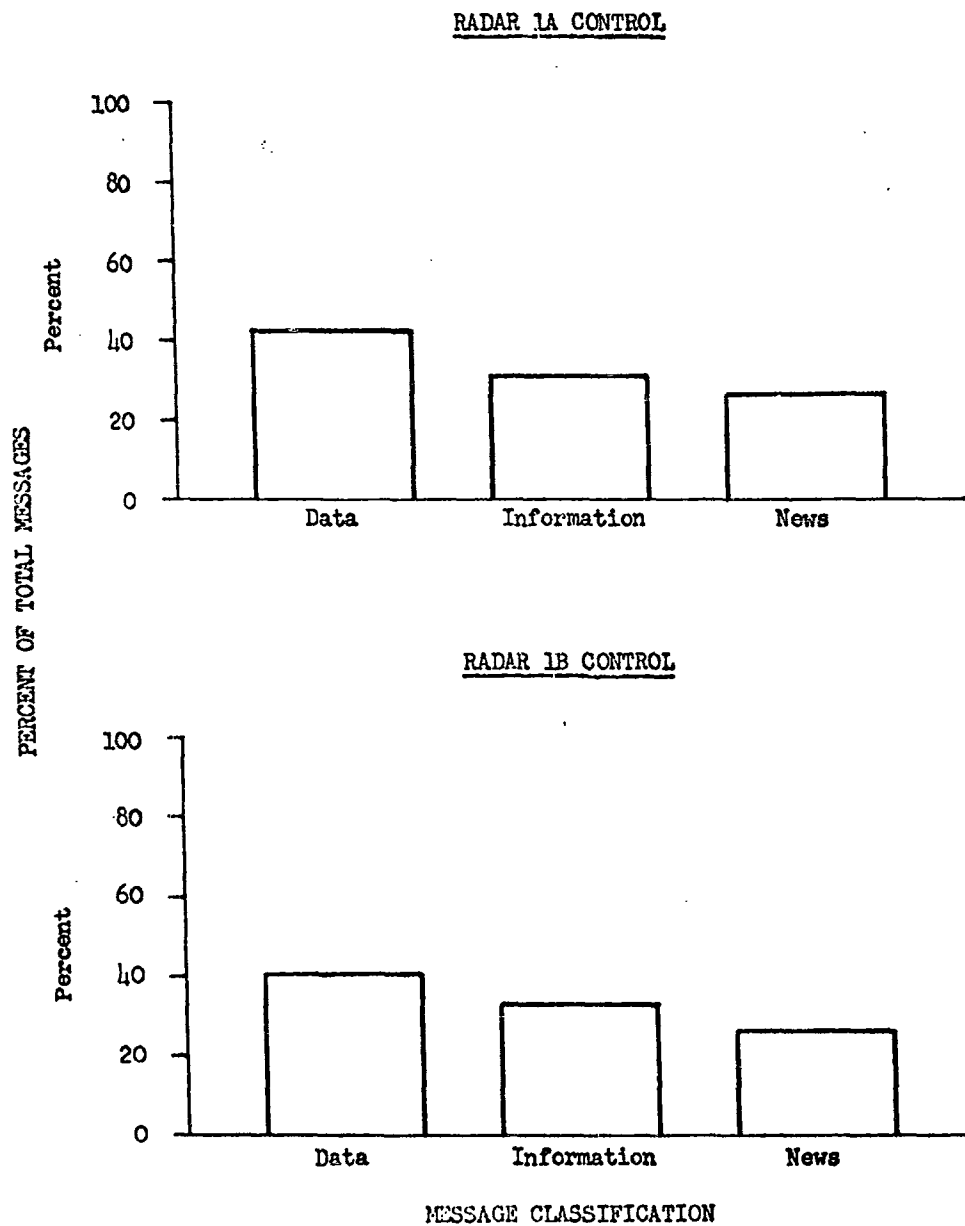 RADAR 1A CONTROL
100
80
60
40
20
0
Percent
Data Information News
PERCENT OF TOTAL MESSAGES
RADAR 1B CONTROL
100
80
60
40
20
0
Percent
Data Information News
MESSAGE CLASSIFICATION